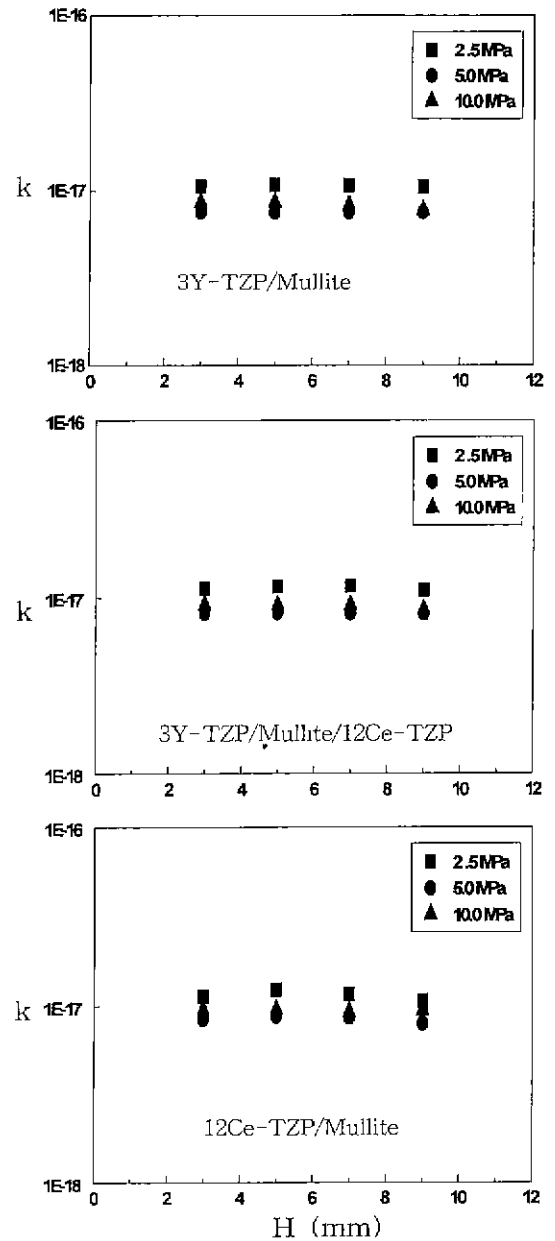 1E-16
2.5MPa
5.0MPa
10.0MPa
k
1E-17
3Y-TZP/Mullite
1E-18
0 2 4 6 8 10 12
1E-16
2.5MPa
5.0MPa
10.0MPa
k
1E-17
3Y-TZP/Mullite/12Ce-TZP
1E-18
0 2 4 6 8 10 12
1E-16
2.5MPa
5.0MPa
10.0MPa
k
1E-17
12Ce-TZP/Mullite
1E-18
0 2 4 6 8 10 12
H (mm)